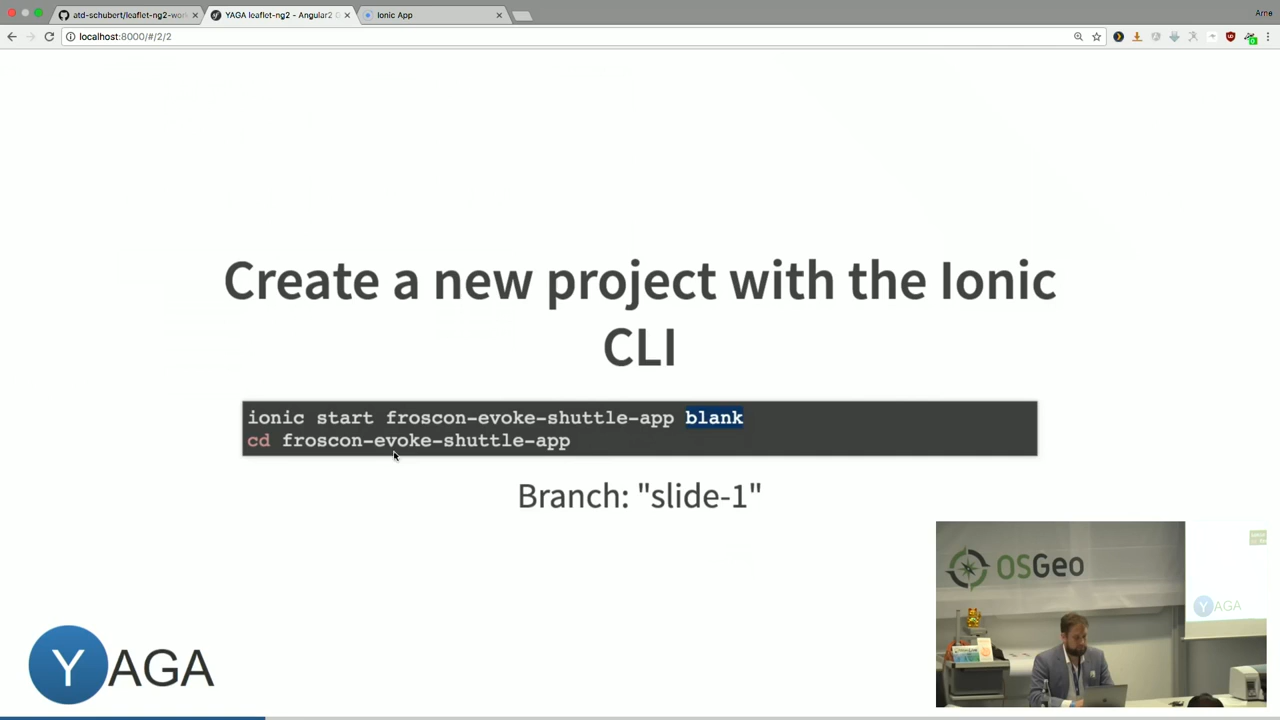 atd-schubert/leaflet-ng2-wor
YAGA leaflet-ng2 - Angular2
Ionic App
Arne
localhost:8000/#/2/2
Create a new project with the Ionic
CLI
ionic start froscon-evoke-shuttle-app blank
cd froscon-evoke-shuttle-app
Branch: "slide-1"
OSGeo
YAGA
YAGA